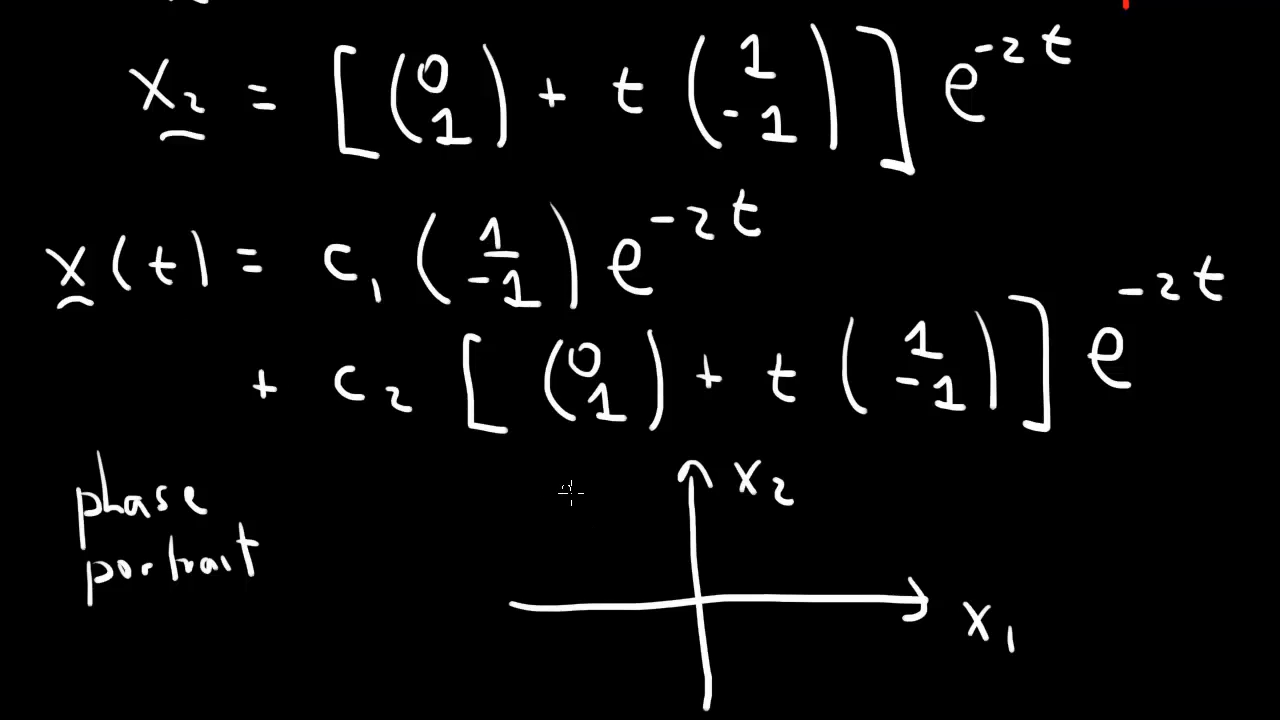 x₂ = [ (0 1) + t (1 -1) ] e^{-2t}
x(t) = c₁ (1 -1) e^{-2t}
+ c₂ [ (0 1) + t (1 -1) ] e^{-2t}
phase
portrait
x₂
x₁